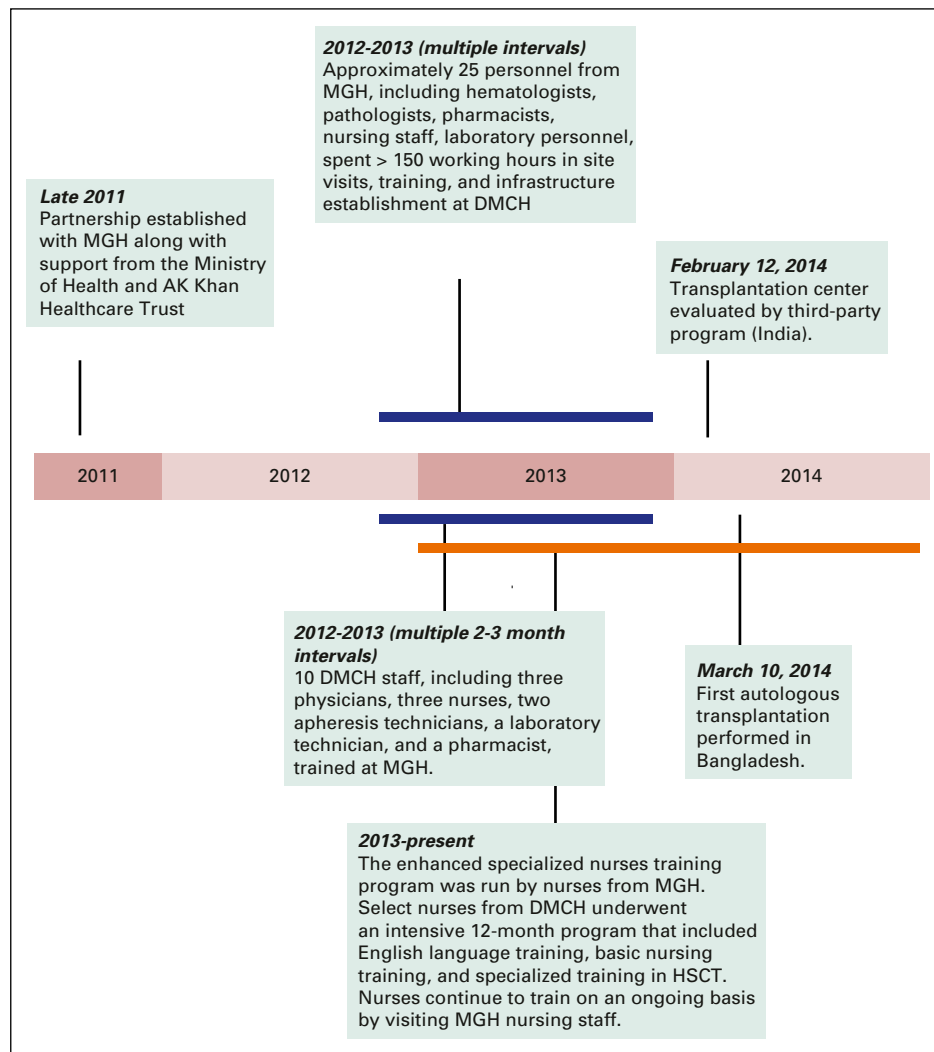 2012-2013 (multiple intervals)
Approximately 25 personnel from
MGH, including hematologists,
pathologists, pharmacists,
nursing staff, laboratory personnel,
spent > 150 working hours in site
visits, training, and infrastructure
establishment at DMCH
Late 2011
Partnership established
with MGH along with
support from the Ministry
of Health and AK Khan
Healthcare Trust
February 12, 2014
Transplantation center
evaluated by third-party
program (India).
2011 2012 2013 2014
2012-2013 (multiple 2-3 month
intervals)
10 DMCH staff, including three
physicians, three nurses, two
apheresis technicians, a laboratory
technician, and a pharmacist,
trained at MGH.
March 10, 2014
First autologous
transplantation
performed in
Bangladesh.
2013-present
The enhanced specialized nurses training
program was run by nurses from MGH.
Select nurses from DMCH underwent
an intensive 12-month program that included
English language training, basic nursing
training, and specialized training in HSCT.
Nurses continue to train on an ongoing basis
by visiting MGH nursing staff.